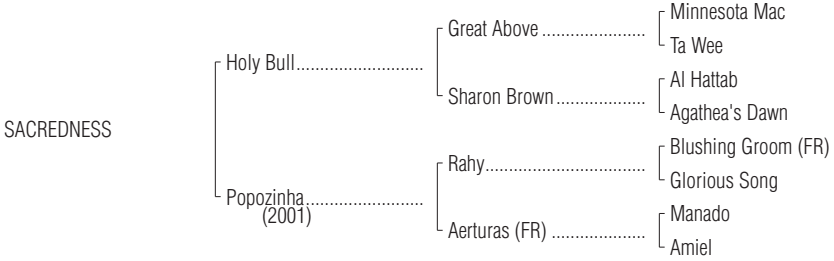 Minnesota Mac
Great Above ......................
Ta Wee
Holy Bull..........................
Al Hattab
Sharon Brown ...................
Agathea's Dawn
SACREDNESS
Blushing Groom (FR)
Rahy.................................
Glorious Song
Popozinha........................
(2001)
Manado
Aerturas (FR) ...................
Amiel